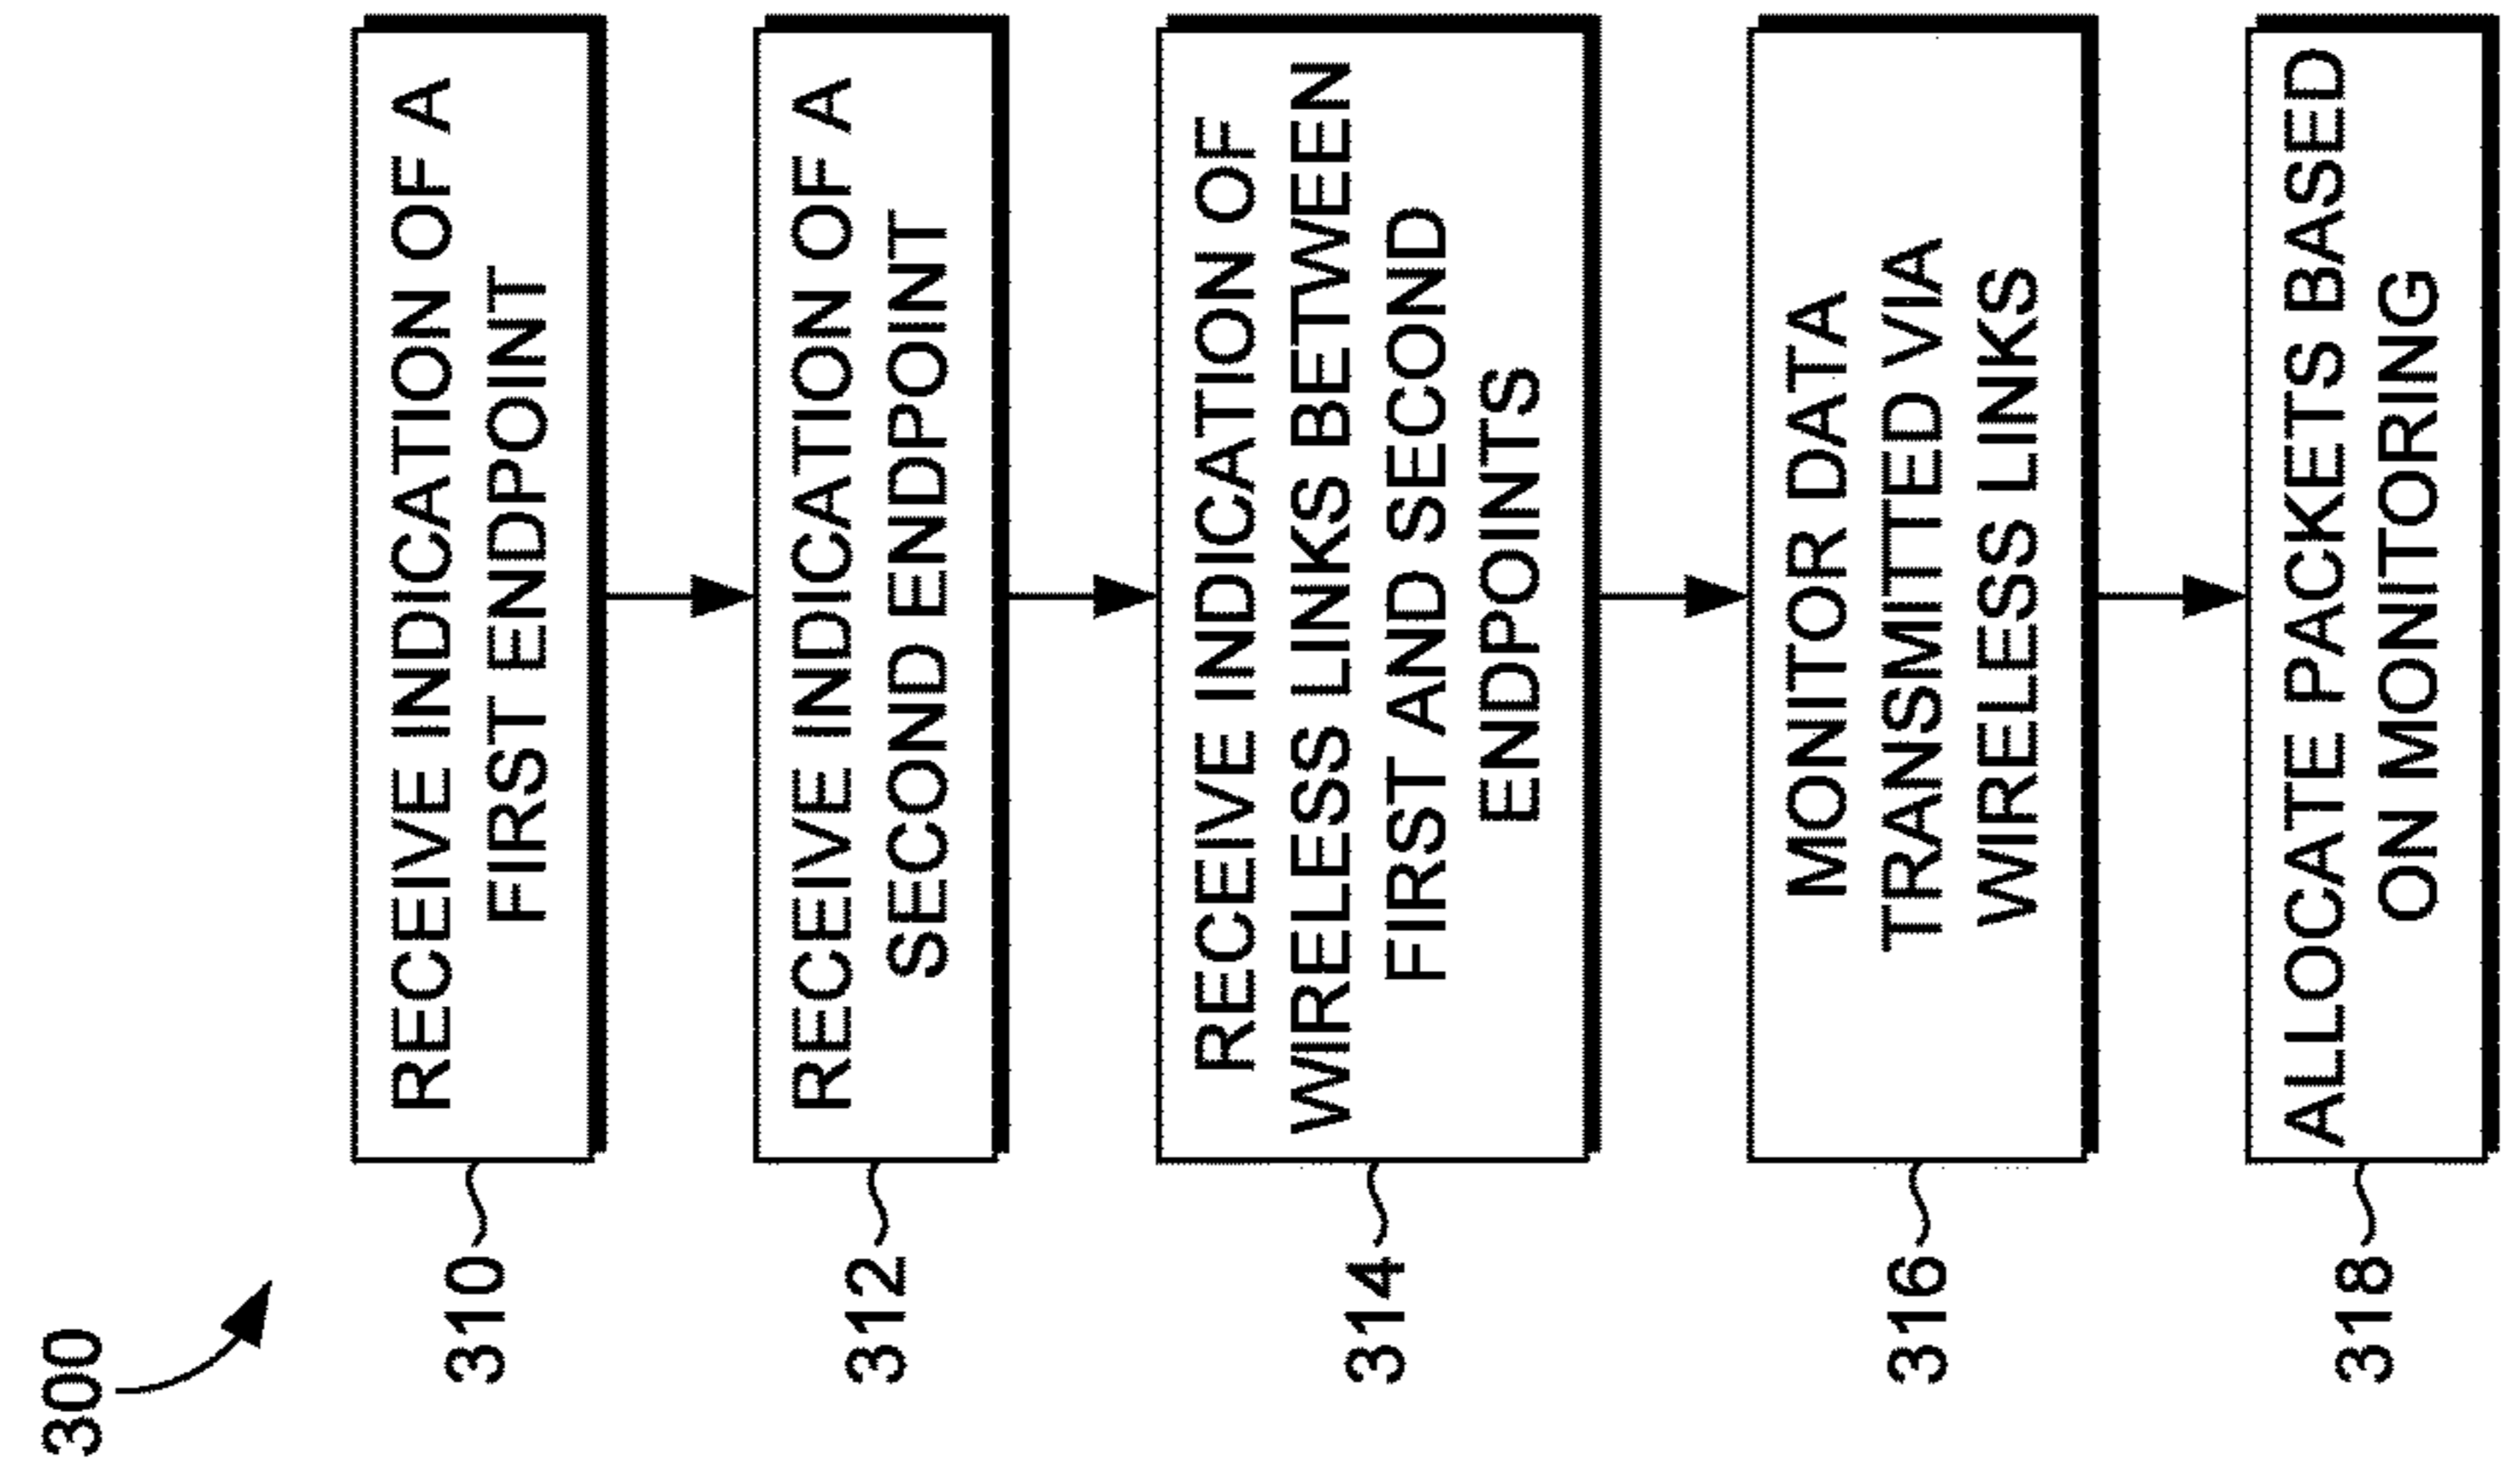 300
310
RECEIVE INDICATION OF A
FIRST ENDPOINT
312
RECEIVE INDICATION OF A
SECOND ENDPOINT
314
RECEIVE INDICATION OF
WIRELESS LINKS BETWEEN
FIRST AND SECOND
ENDPOINTS
316
MONITOR DATA
TRANSMITTED VIA
WIRELESS LINKS
318
ALLOCATE PACKETS BASED
ON MONITORING